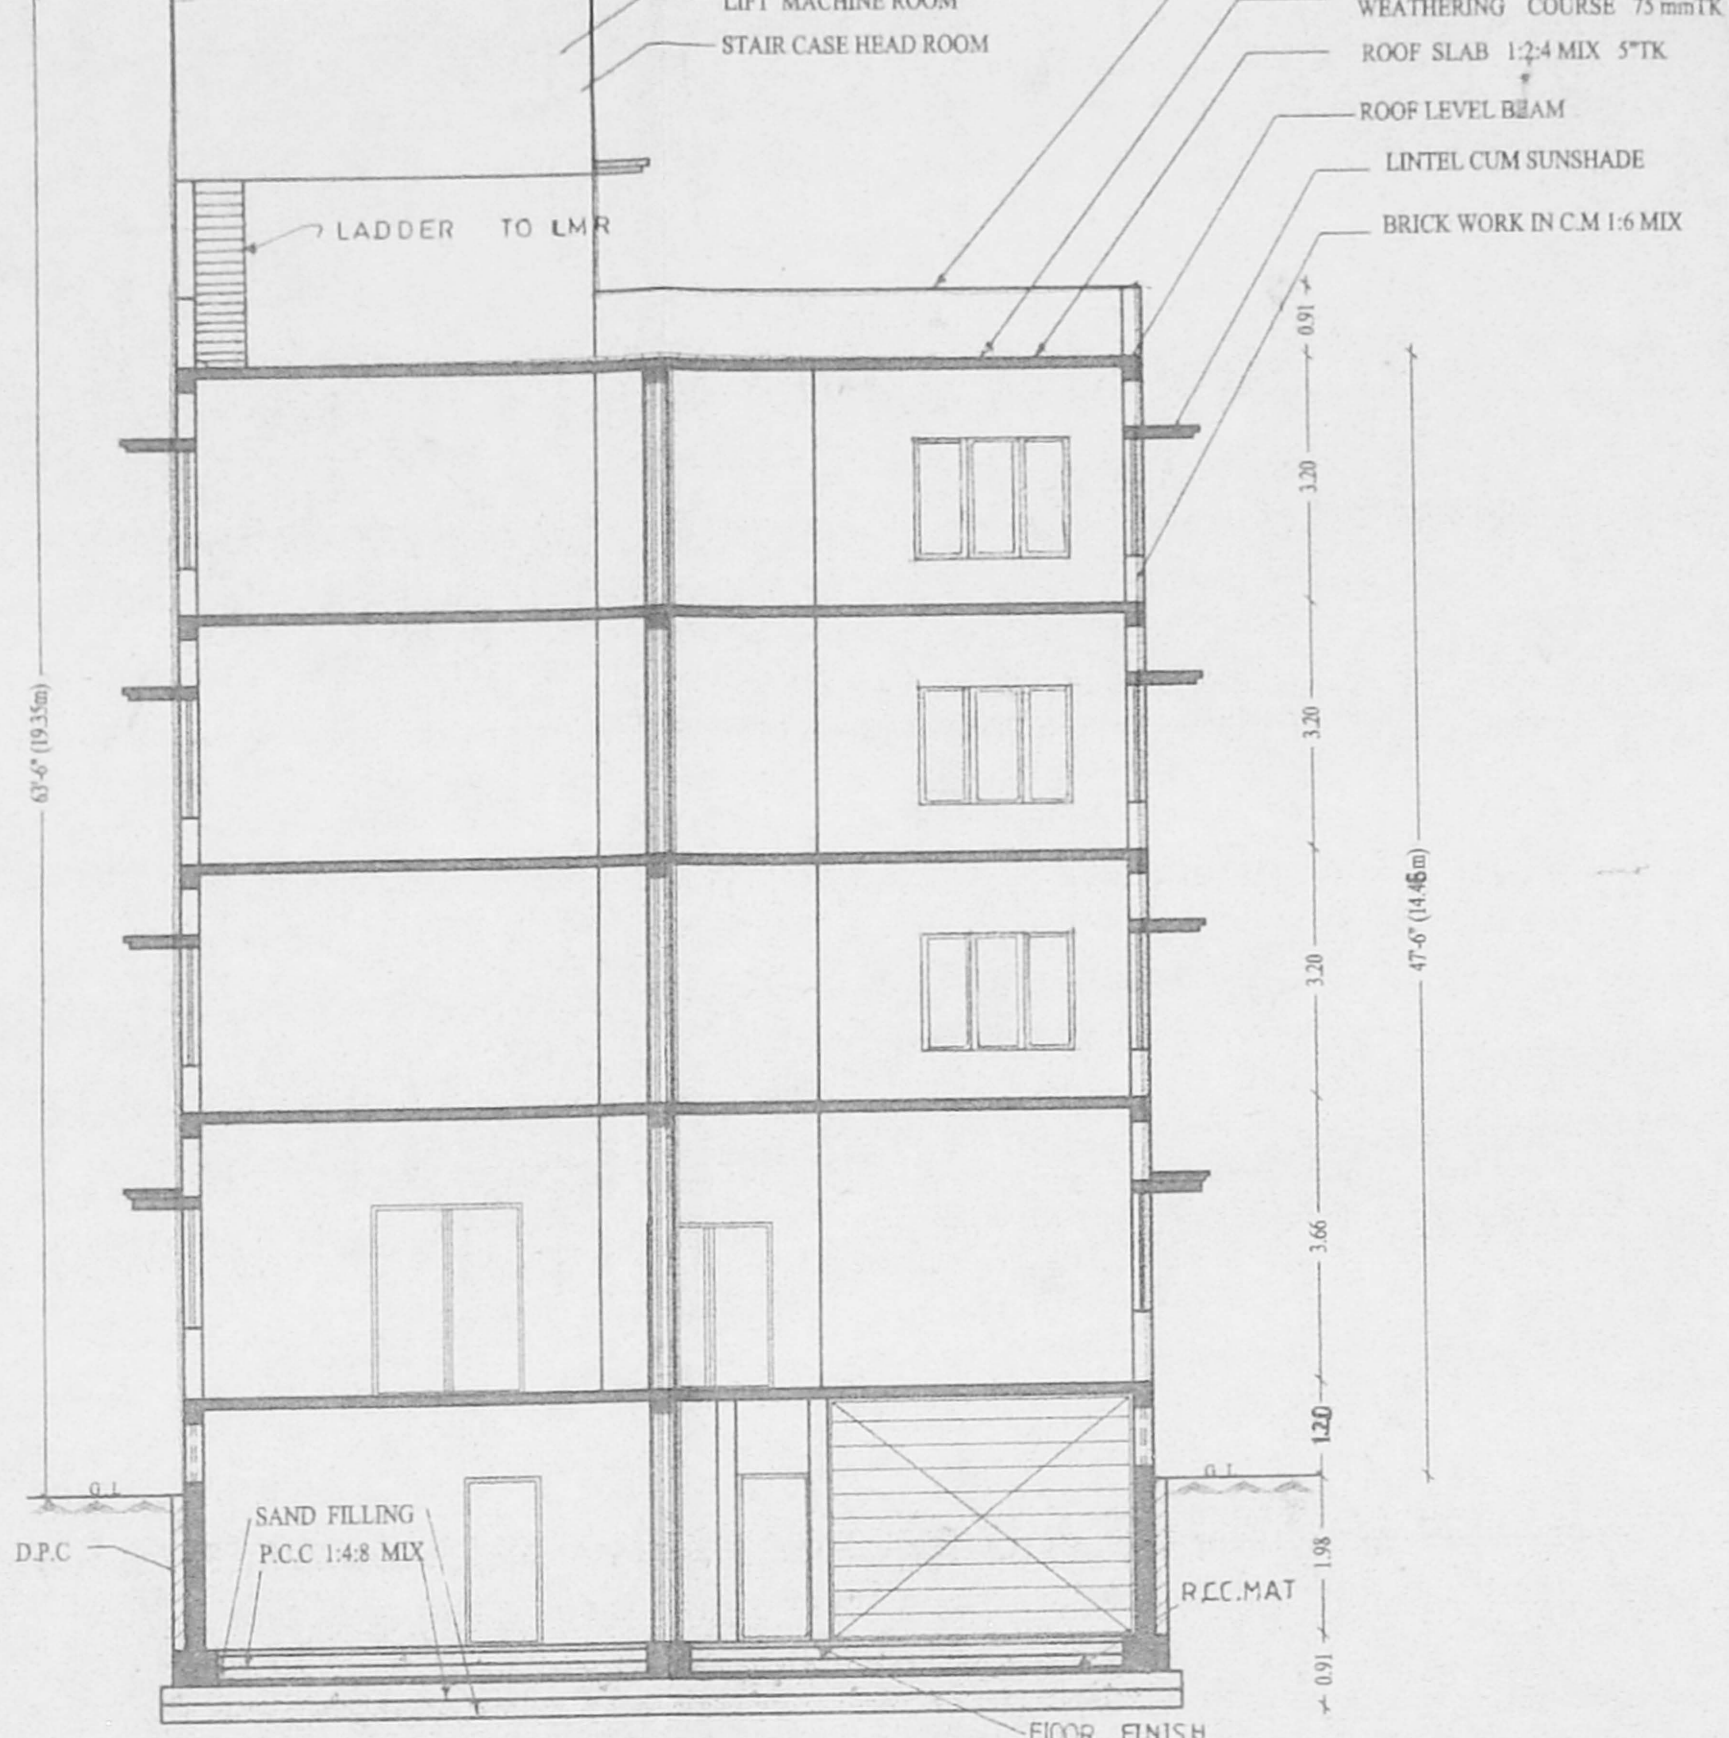 LIFT MACHINE ROOM
STAIR CASE HEAD ROOM
WEATHERING COURSE 75 mmTK
ROOF SLAB 1:2:4 MIX 5"TK
ROOF LEVEL BEAM
LINTEL CUM SUNSHADE
BRICK WORK IN C.M 1:6 MIX
LADDER TO LMR
0.91
3.20
3.20
3.20
3.66
1.20
1.98
0.91
63'-6" (19.35m)
47'-6"
G.L
G.L
SAND FILLING
P.C.C 1:4:8 MIX
D.P.C
R.C.C.MAT
FLOOR FINISH